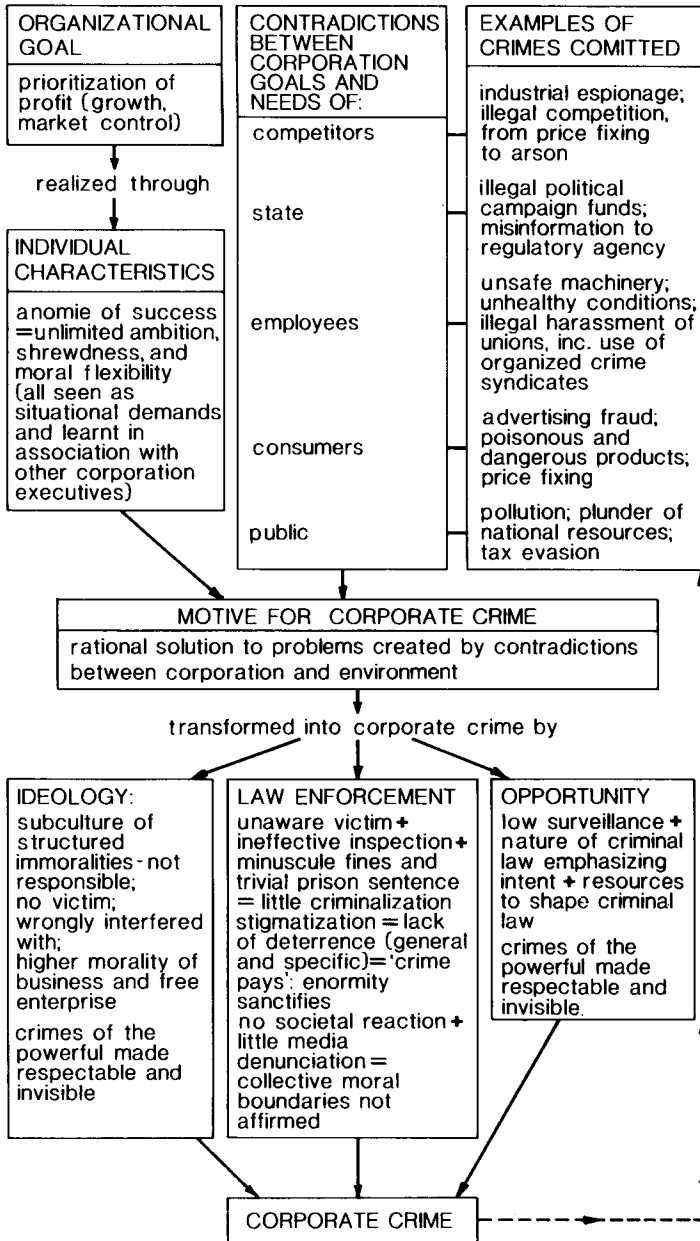 ORGANIZATIONAL
GOAL
prioritization of
profit (growth,
market control)
realized through
INDIVIDUAL
CHARACTERISTICS
anomie of success
=unlimited ambition,
shrewdness, and
moral flexibility
(all seen as
situational demands
and learnt in
association with
other corporation
executives)
CONTRADICTIONS
BETWEEN
CORPORATION
GOALS AND
NEEDS OF:
competitors
state
employees
consumers
public
EXAMPLES OF
CRIMES COMITTED
industrial espionage;
illegal competition,
from price fixing
to arson
illegal political
campaign funds;
misinformation to
regulatory agency
unsafe machinery;
unhealthy conditions;
illegal harassment of
unions, inc. use of
organized crime
syndicates
advertising fraud;
poisonous and
dangerous products;
price fixing
pollution; plunder of
national resources;
tax evasion
MOTIVE FOR CORPORATE CRIME
rational solution to problems created by contradictions
between corporation and environment
transformed into corporate crime by
IDEOLOGY:
subculture of
structured
immoralities-not
responsible;
no victim;
wrongly interfered
with;
higher morality of
business and free
enterprise
crimes of the
powerful made
respectable and
invisible
LAW ENFORCEMENT
unaware victim+
ineffective inspection+
minuscule fines and
trivial prison sentence
= little criminalization
stigmatization = lack
of deterrence (general
and specific)='crime
pays': enormity
sanctifies
no societal reaction+
little media
denunciation=
collective moral
boundaries not
affirmed
OPPORTUNITY
low surveillance +
nature of criminal
law emphasizing
intent + resources
to shape criminal
law
crimes of the
powerful made
respectable and
invisible.
CORPORATE CRIME